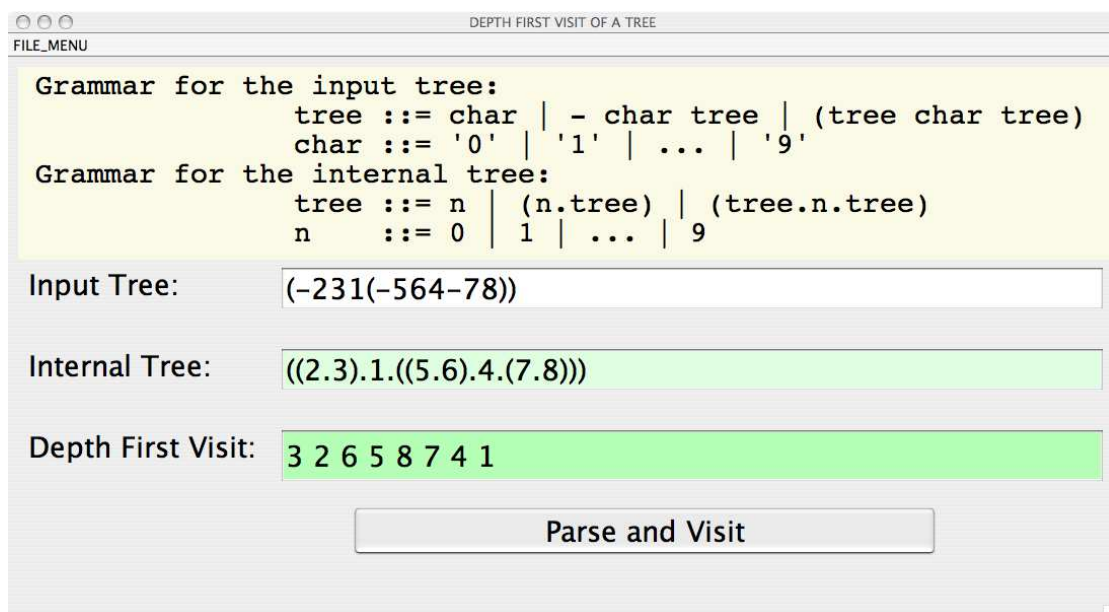 DEPTH FIRST VISIT OF A TREE
FILE_MENU
Grammar for the input tree:
tree ::= char | - char tree | (tree char tree)
char ::= '0' | '1' | ... | '9'
Grammar for the internal tree:
tree ::= n | (n.tree) | (tree.n.tree)
n ::= 0 | 1 | ... | 9
Input Tree: (-231(-564-78))
Internal Tree: ((2.3).1.((5.6).4.(7.8)))
Depth First Visit: 3 2 6 5 8 7 4 1
Parse and Visit